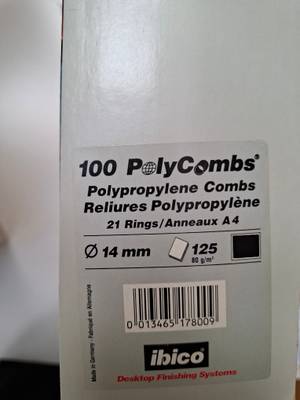 100 PolyCombs®
Polypropylene Combs
Reliures Polypropylène
21 Rings/Anneaux A4
Ø 14 mm 125
80 g/m²
0 013465 178009
Made in Germany - Fabriqué en Allemagne
ibico®
Desktop Finishing Systems